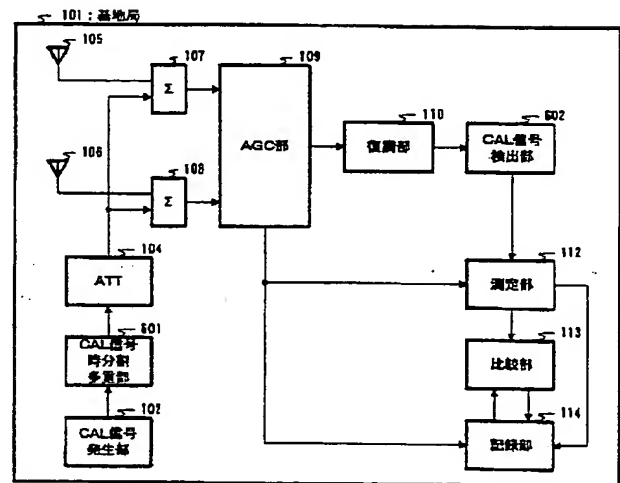 101:基地局
105
107
109
Σ
110
602
AGC部
復調部
CAL信号
検出部
106
108
Σ
104
ATT
112
測定部
601
CAL信号
時分割
多重部
113
比較部
102
CAL信号
発生部
114
記録部